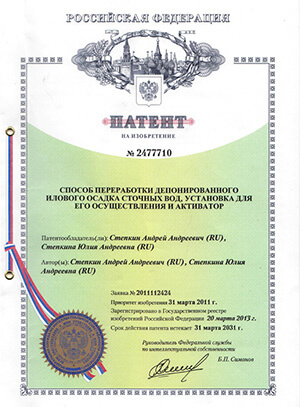 РОССИЙСКАЯ ФЕДЕРАЦИЯ
ПАТЕНТ
НА ИЗОБРЕТЕНИЕ
№ 2477710
СПОСОБ ПЕРЕРАБОТКИ ДЕПОНИРОВАННОГО
ИЛОВОГО ОСАДКА СТОЧНЫХ ВОД, УСТАНОВКА ДЛЯ
ЕГО ОСУЩЕСТВЛЕНИЯ И АКТИВАТОР
Патентообладатель(ли): Степкин Андрей Андреевич (RU),
Степкина Юлия Андреевна (RU)
Автор(ы): Степкин Андрей Андреевич (RU), Степкина Юлия
Андреевна (RU)
Заявка № 2011112424
Приоритет изобретения 31 марта 2011 г.
Зарегистрировано в Государственном реестре
изобретений Российской Федерации 20 марта 2013 г.
Срок действия патента истекает 31 марта 2031 г.
Руководитель Федеральной службы
по интеллектуальной собственности
Б.П. Симонов